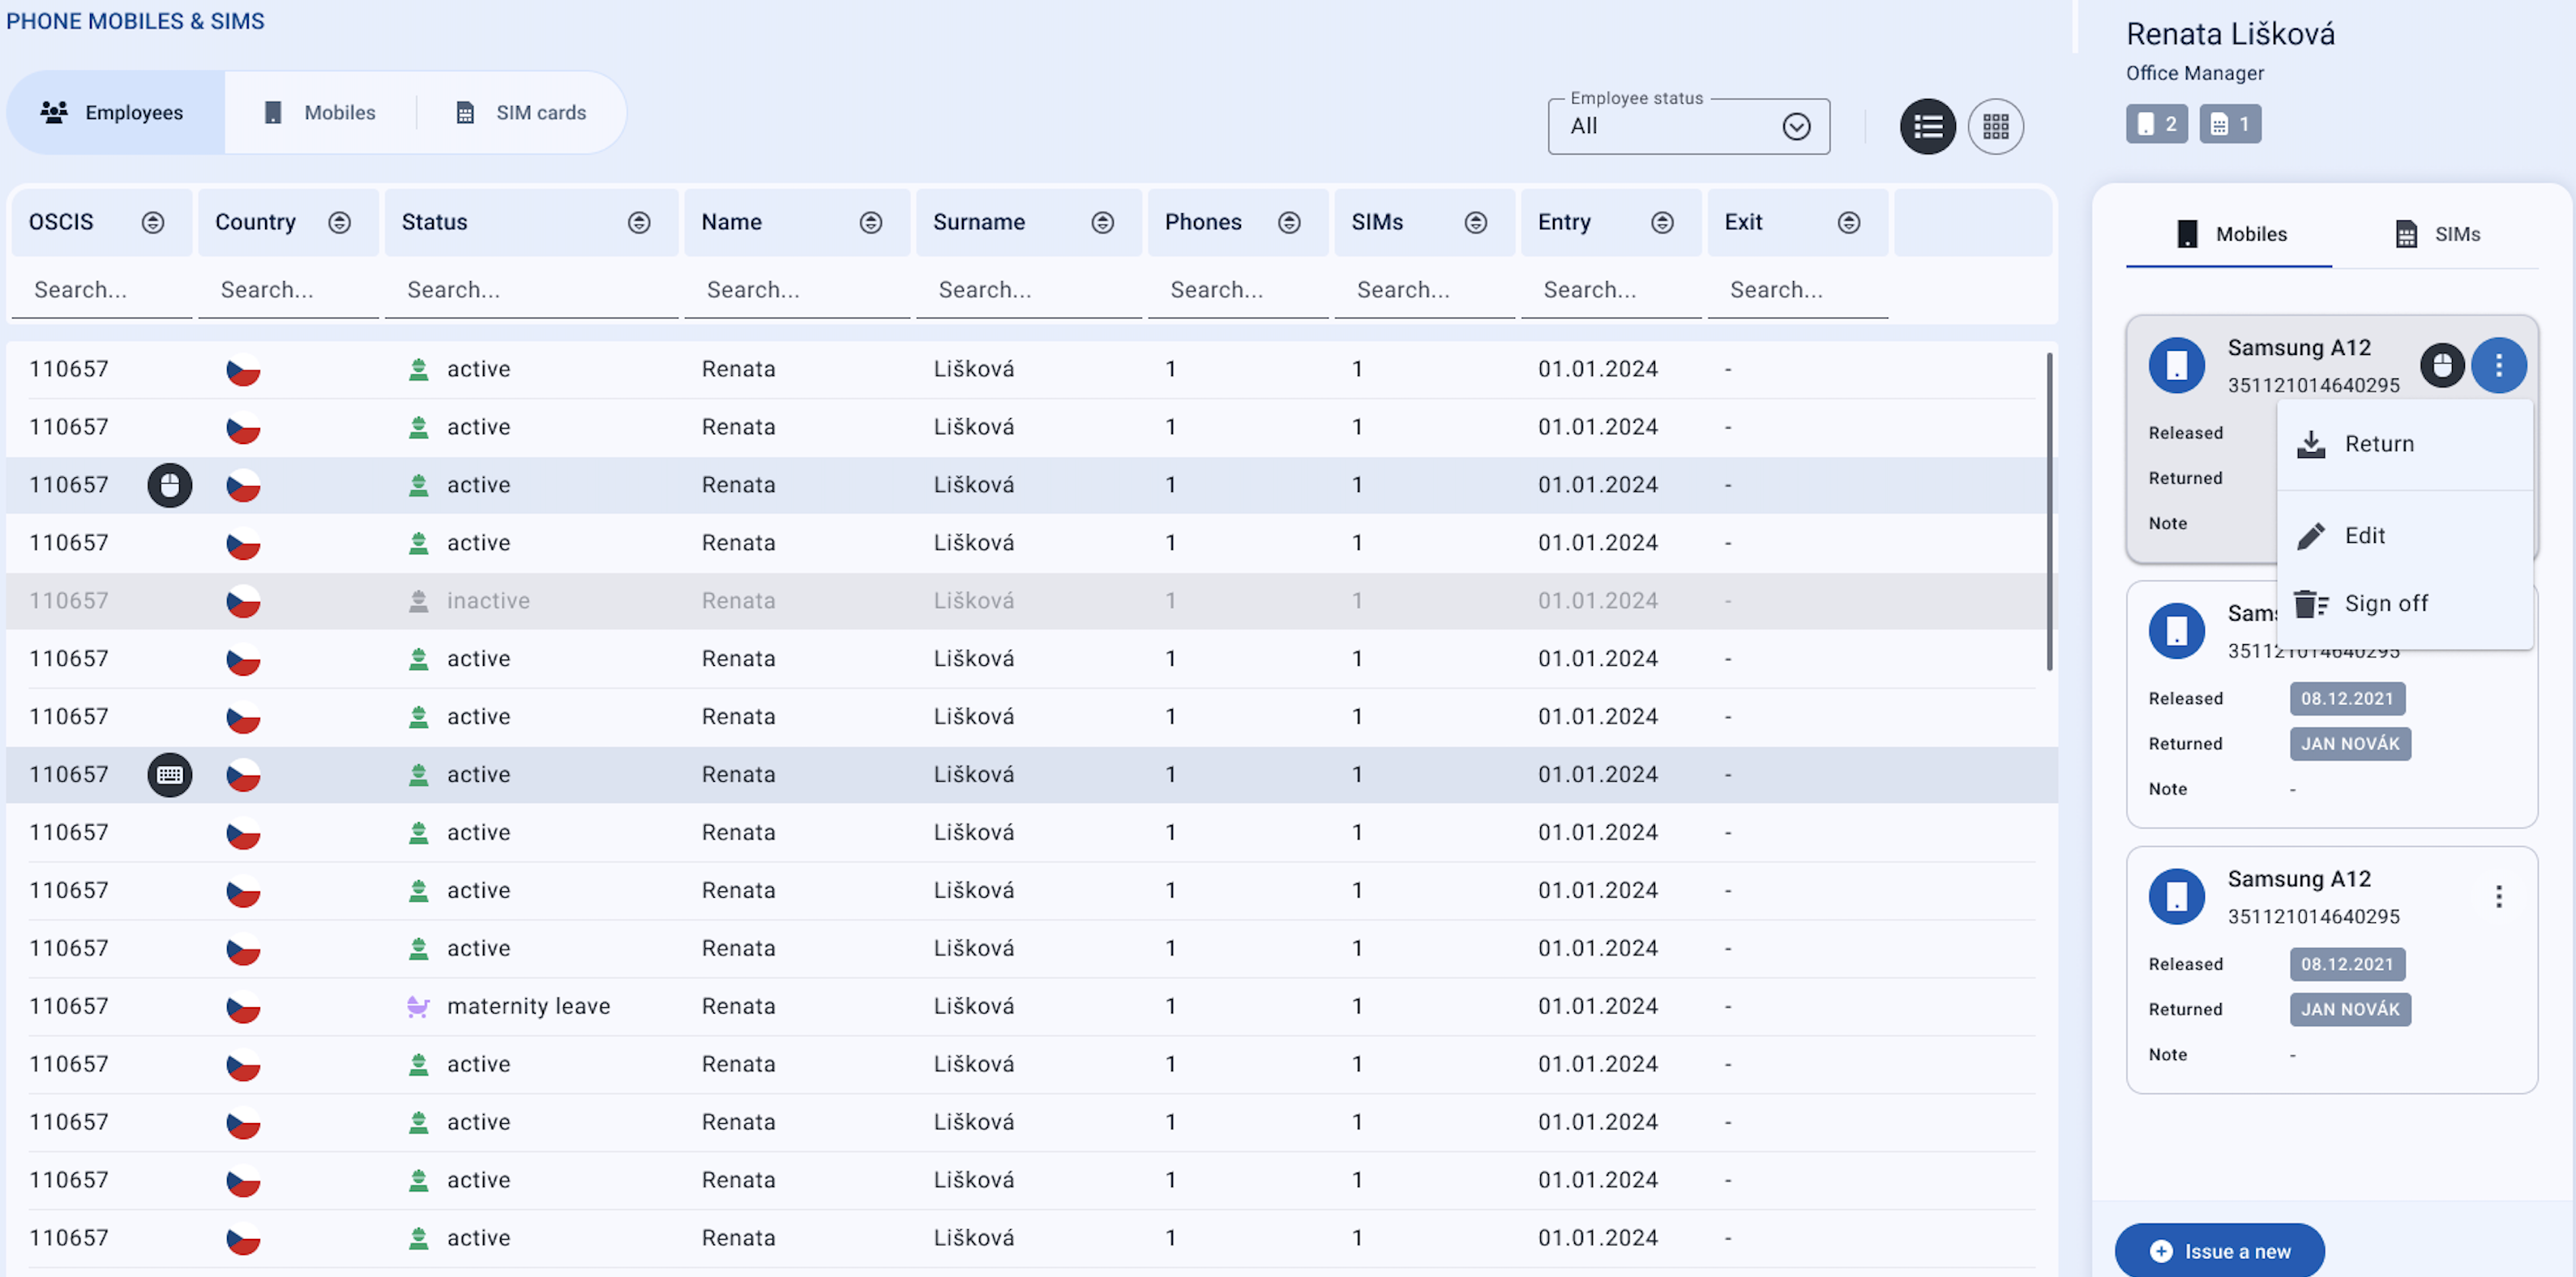 PHONE MOBILES & SIMS
Employees Mobiles SIM cards
Employee status
All
OSCIS Country Status Name Surname Phones SIMs Entry Exit
Search... Search... Search... Search... Search... Search... Search... Search... Search...
110657 active Renata Lišková 1 1 01.01.2024 -
110657 active Renata Lišková 1 1 01.01.2024 -
110657 active Renata Lišková 1 1 01.01.2024 -
110657 active Renata Lišková 1 1 01.01.2024 -
110657 inactive Renata Lišková 1 1 01.01.2024 -
110657 active Renata Lišková 1 1 01.01.2024 -
110657 active Renata Lišková 1 1 01.01.2024 -
110657 active Renata Lišková 1 1 01.01.2024 -
110657 active Renata Lišková 1 1 01.01.2024 -
110657 active Renata Lišková 1 1 01.01.2024 -
110657 active Renata Lišková 1 1 01.01.2024 -
110657 maternity leave Renata Lišková 1 1 01.01.2024 -
110657 active Renata Lišková 1 1 01.01.2024 -
110657 active Renata Lišková 1 1 01.01.2024 -
110657 active Renata Lišková 1 1 01.01.2024 -
110657 active Renata Lišková 1 1 01.01.2024 -
Renata Lišková
Office Manager
2 1
Mobiles SIMs
Samsung A12
351121014640295
Released
Returned
Note
Return
Edit
Sign off
Sams
351121014640295
Released 08.12.2021
Returned JAN NOVÁK
Note -
Samsung A12
351121014640295
Released 08.12.2021
Returned JAN NOVÁK
Note -
Issue a new